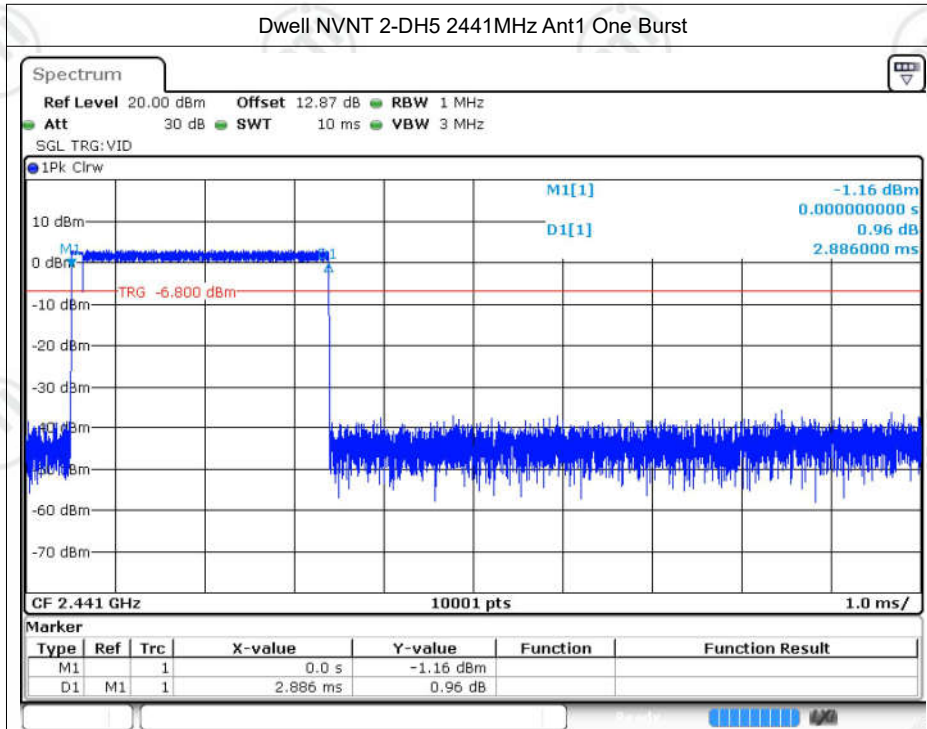 Dwell NVNT 2-DH5 2441MHz Ant1 One Burst
Spectrum
Ref Level 20.00 dBm Offset 12.87 dB RBW 1 MHz
Att 30 dB SWT 10 ms VBW 3 MHz
SGL TRG:VID
1Pk Clrw
M1[1] -1.16 dBm
0.000000000 s
D1[1] 0.96 dB
2.886000 ms
10 dBm
M1
D1
0 dBm
TRG -6.800 dBm
-10 dBm
-20 dBm
-30 dBm
-40 dBm
-50 dBm
-60 dBm
-70 dBm
CF 2.441 GHz 10001 pts 1.0 ms/
Marker
Type Ref Trc X-value Y-value Function Function Result
M1 1 0.0 s -1.16 dBm
D1 M1 1 2.886 ms 0.96 dB
Ready